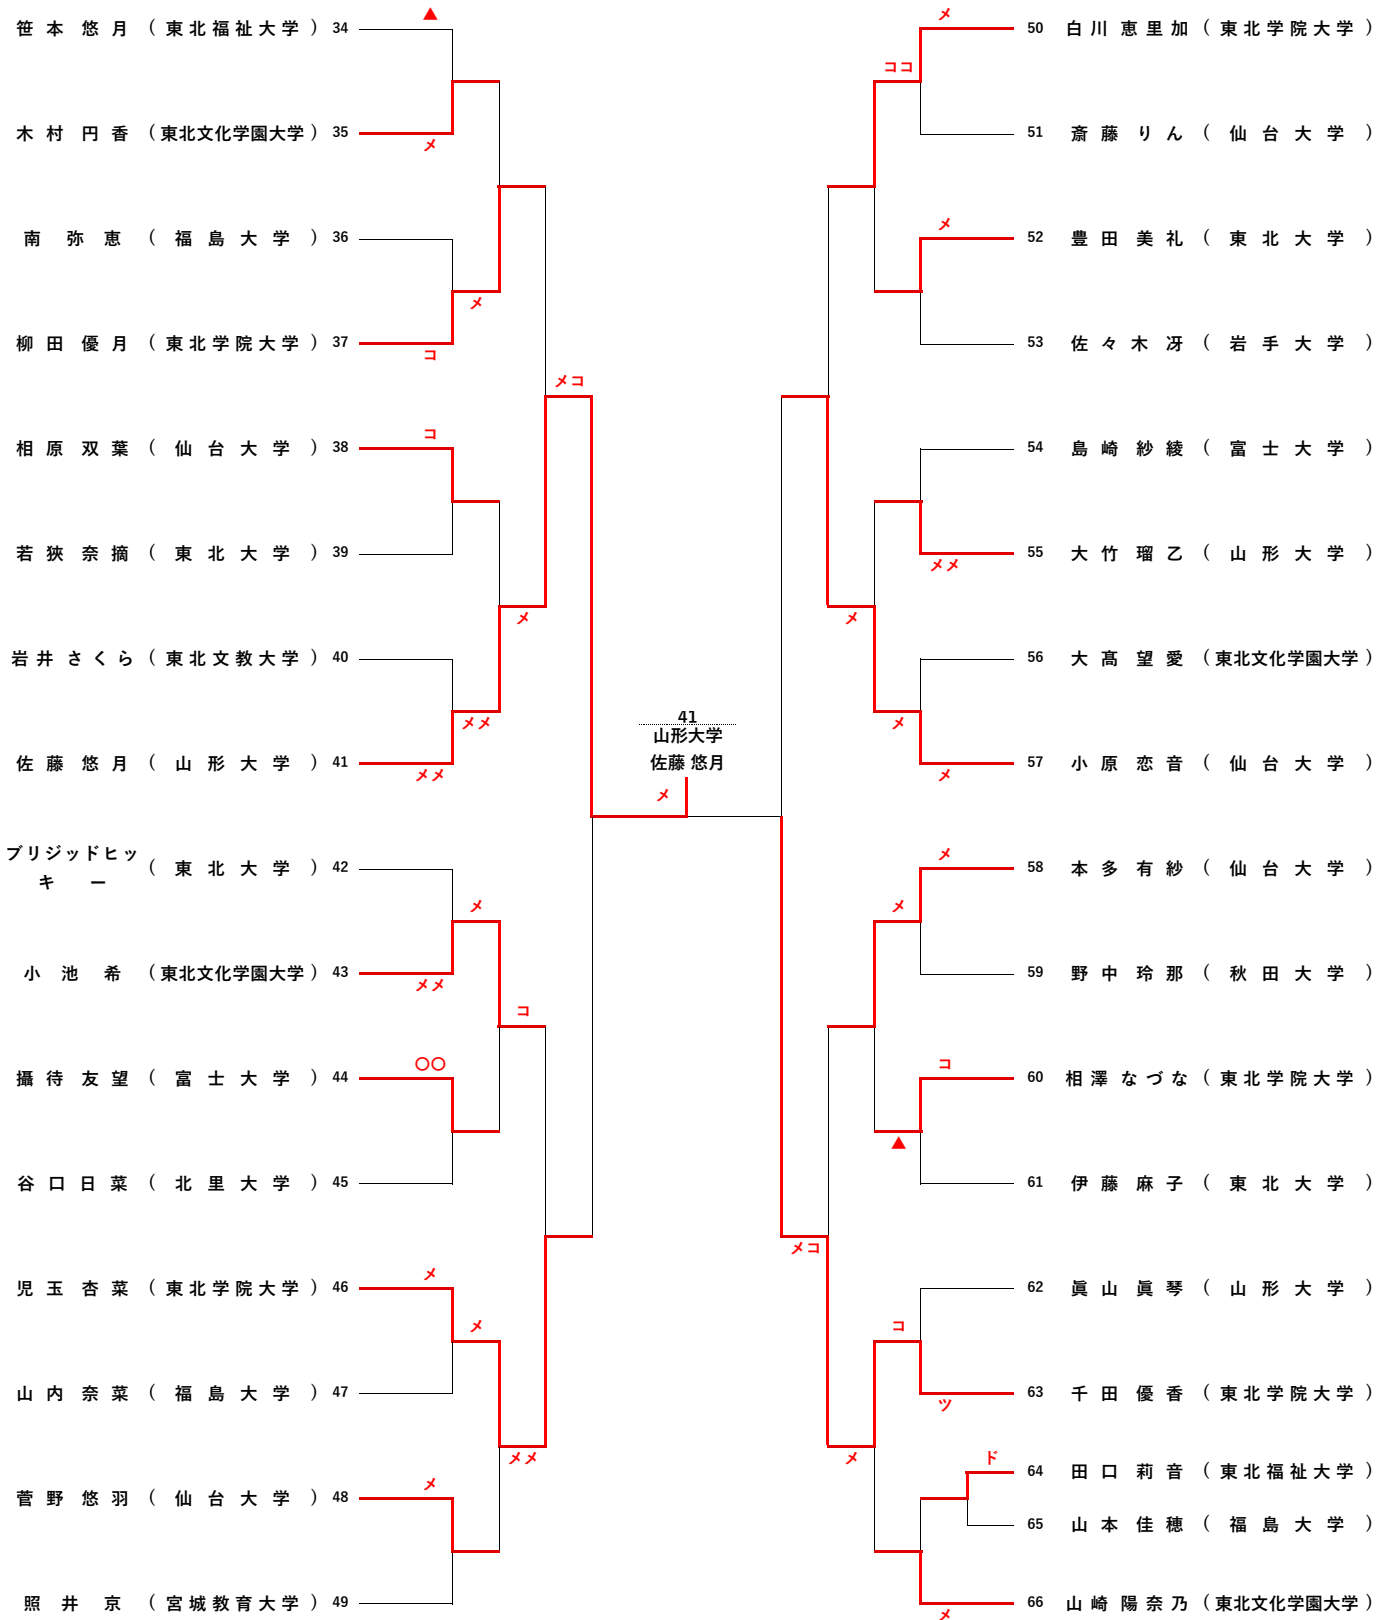 ▲
笹本 悠月 (東北福祉大学) 34
木村 円香 (東北文化学園大学) 35
メ
南 弥恵 (福島大学) 36
メ
柳田 優月 (東北学院大学) 37
コ
メコ
コ
相原 双葉 (仙台大学) 38
若狹 奈摘 (東北大学) 39
メ
岩井 さくら (東北文教大学) 40
メメ
佐藤 悠月 (山形大学) 41
メメ
ブリジッドヒッ
キー
(東北大学) 42
メ
小池 希 (東北文化学園大学) 43
メメ
コ
〇〇
攝待 友望 (富士大学) 44
谷口日菜 (北里大学) 45
メ
児玉 杏菜 (東北学院大学) 46
メ
山内 奈菜 (福島大学) 47
メメ
メ
菅野 悠羽 (仙台大学) 48
照井 京 (宮城教育大学) 49
41
山形大学
佐藤 悠月
メ
メ
50 白川 恵里加 (東北学院大学)
ココ
51 斎藤 りん (仙台大学)
メ
52 豊田 美礼 (東北大学)
53 佐々木 冴 (岩手大学)
54 島崎 紗綾 (富士大学)
55 大竹 瑠乙 (山形大学)
メメ
メ
56 大髙 望愛 (東北文化学園大学)
メ
57 小原 恋音 (仙台大学)
メ
メ
58 本多 有紗 (仙台大学)
メ
59 野中 玲那 (秋田大学)
コ
60 相澤 なづな (東北学院大学)
▲
61 伊藤 麻子 (東北大学)
メコ
62 眞山 眞琴 (山形大学)
コ
63 千田 優香 (東北学院大学)
ツ
メ
ド
64 田口 莉音 (東北福祉大学)
65 山本 佳穂 (福島大学)
66 山崎 陽奈乃 (東北文化学園大学)
メ